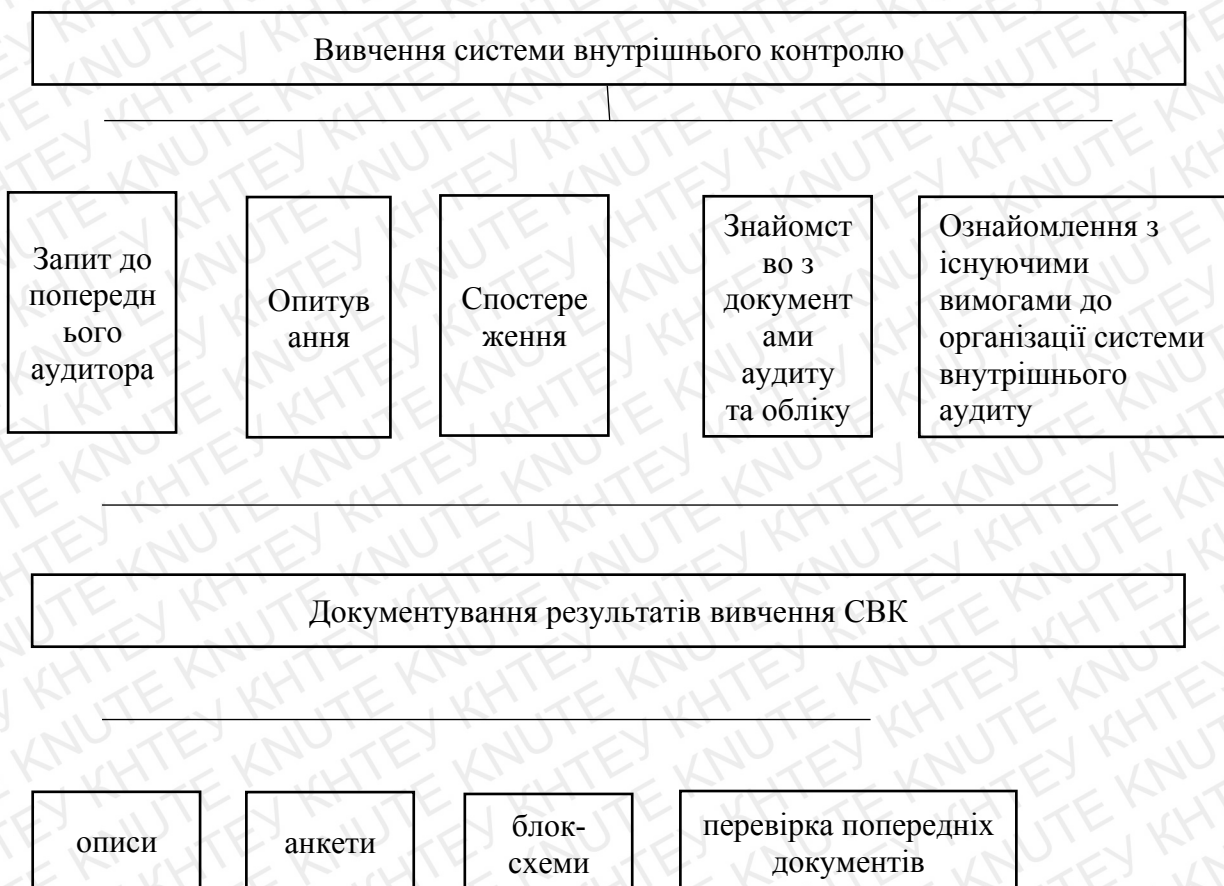 Вивчення системи внутрішнього контролю
Запит до
попередн
ього
аудитора
Опитув
ання
Спостере
ження
Знайомст
во з
документ
ами
аудиту
та обліку
Ознайомлення з
існуючими
вимогами до
організації системи
внутрішнього
аудиту
Документування результатів вивчення СВК
описи
анкети
блок-
схеми
перевірка попередніх
документів